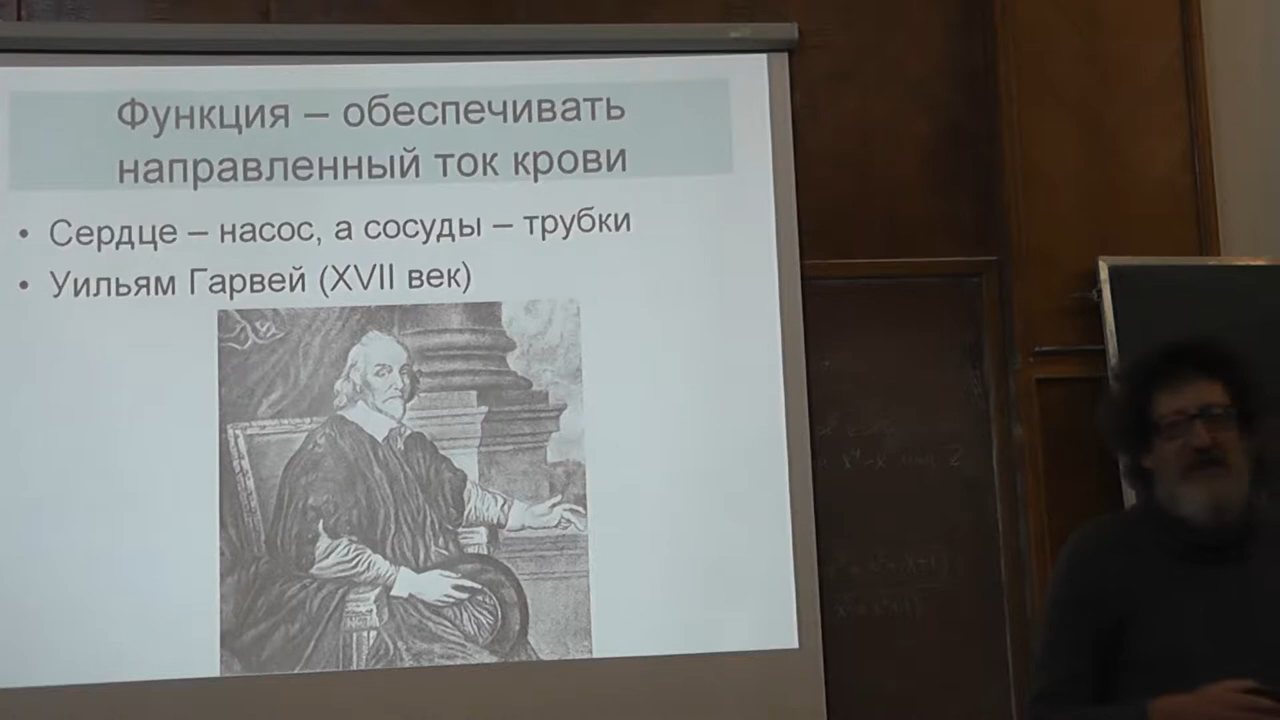 Функция – обеспечивать
направленный ток крови
• Сердце – насос, а сосуды – трубки
• Уильям Гарвей (XVII век)